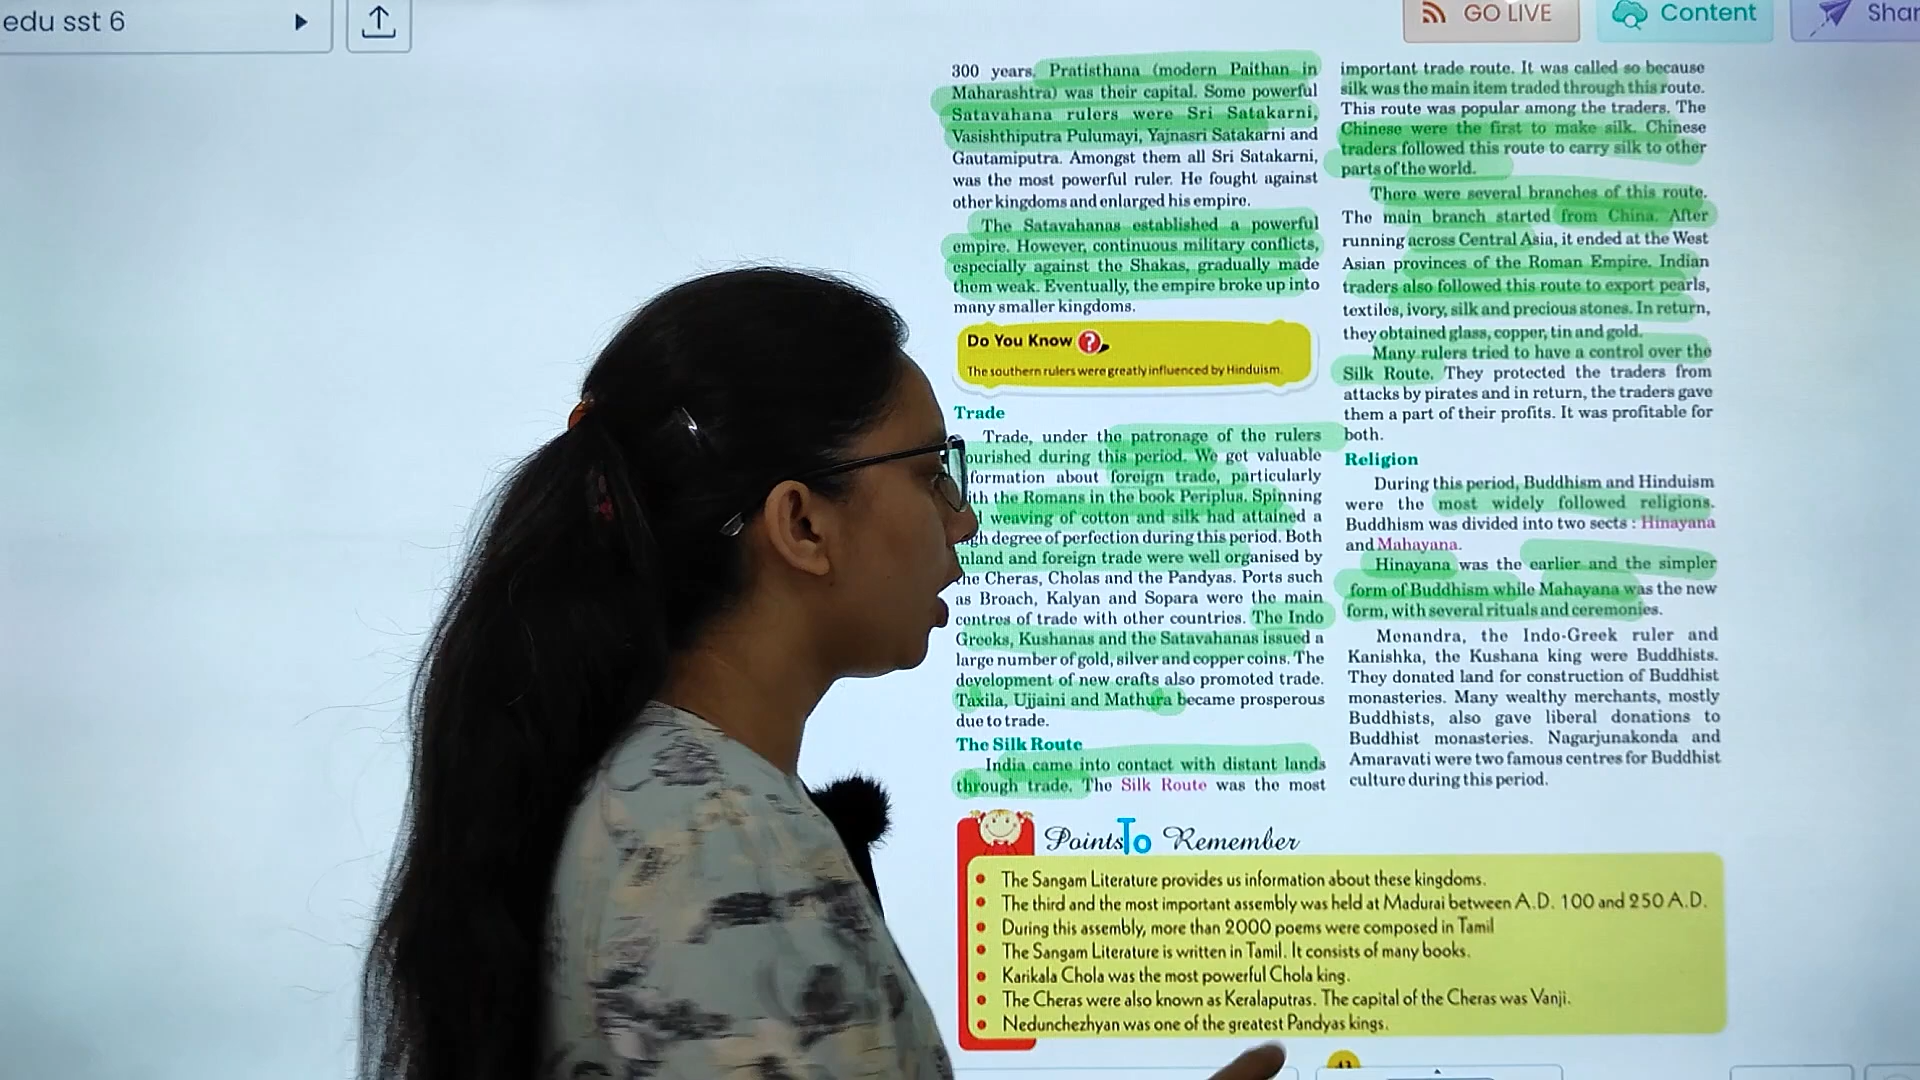 edu sst 6
GO LIVE
Content
Shar
300 years. Pratisthana (modern Paithan in
Maharashtra) was their capital. Some powerful
Satavahana rulers were Sri Satakarni,
Vasishthiputra Pulumayi, Yajnasri Satakarni and
Gautamiputra. Amongst them all Sri Satakarni,
was the most powerful ruler. He fought against
other kingdoms and enlarged his empire.
The Satavahanas established a powerful
empire. However, continuous military conflicts,
especially against the Shakas, gradually made
them weak. Eventually, the empire broke up into
many smaller kingdoms.
Do You Know ?
The southern rulers were greatly influenced by Hinduism.
Trade
Trade, under the patronage of the rulers
ourished during this period. We get valuable
formation about foreign trade, particularly
ith the Romans in the book Periplus. Spinning
weaving of cotton and silk had attained a
gh degree of perfection during this period. Both
nland and foreign trade were well organised by
he Cheras, Cholas and the Pandyas. Ports such
as Broach, Kalyan and Sopara were the main
centres of trade with other countries. The Indo
Greeks, Kushanas and the Satavahanas issued a
large number of gold, silver and copper coins. The
development of new crafts also promoted trade.
Taxila, Ujjaini and Mathura became prosperous
due to trade.
The Silk Route
India came into contact with distant lands
through trade. The Silk Route was the most
important trade route. It was called so because
silk was the main item traded through this route.
This route was popular among the traders. The
Chinese were the first to make silk. Chinese
traders followed this route to carry silk to other
parts of the world.
There were several branches of this route.
The main branch started from China. After
running across Central Asia, it ended at the West
Asian provinces of the Roman Empire. Indian
traders also followed this route to export pearls,
textiles, ivory, silk and precious stones. In return,
they obtained glass, copper, tin and gold.
Many rulers tried to have a control over the
Silk Route. They protected the traders from
attacks by pirates and in return, the traders gave
them a part of their profits. It was profitable for
both.
Religion
During this period, Buddhism and Hinduism
were the most widely followed religions.
Buddhism was divided into two sects : Hinayana
and Mahayana.
Hinayana was the earlier and the simpler
form of Buddhism while Mahayana was the new
form, with several rituals and ceremonies.
Menandra, the Indo-Greek ruler and
Kanishka, the Kushana king were Buddhists.
They donated land for construction of Buddhist
monasteries. Many wealthy merchants, mostly
Buddhists, also gave liberal donations to
Buddhist monasteries. Nagarjunakonda and
Amaravati were two famous centres for Buddhist
culture during this period.
Points To Remember
• The Sangam Literature provides us information about these kingdoms.
• The third and the most important assembly was held at Madurai between A.D. 100 and 250 A.D.
• During this assembly, more than 2000 poems were composed in Tamil
• The Sangam Literature is written in Tamil. It consists of many books.
• Karikala Chola was the most powerful Chola king.
• The Cheras were also known as Keralaputras. The capital of the Cheras was Vanji.
• Nedunchezhyan was one of the greatest Pandyas kings.